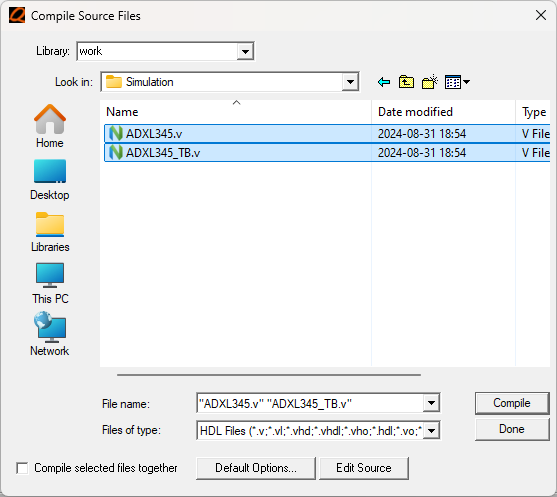 Compile Source Files
Library: work
Look in: Simulation
Home
Desktop
Libraries
This PC
Network
Name Date modified Type
ADXL345.v 2024-08-31 18:54 V File
ADXL345_TB.v 2024-08-31 18:54 V File
File name: "ADXL345.v" "ADXL345_TB.v" Compile
Files of type: HDL Files (*.v;*.vl;*.vhd;*.vhdl;*.vho;*.hdl;*.vo;* Done
Compile selected files together Default Options... Edit Source